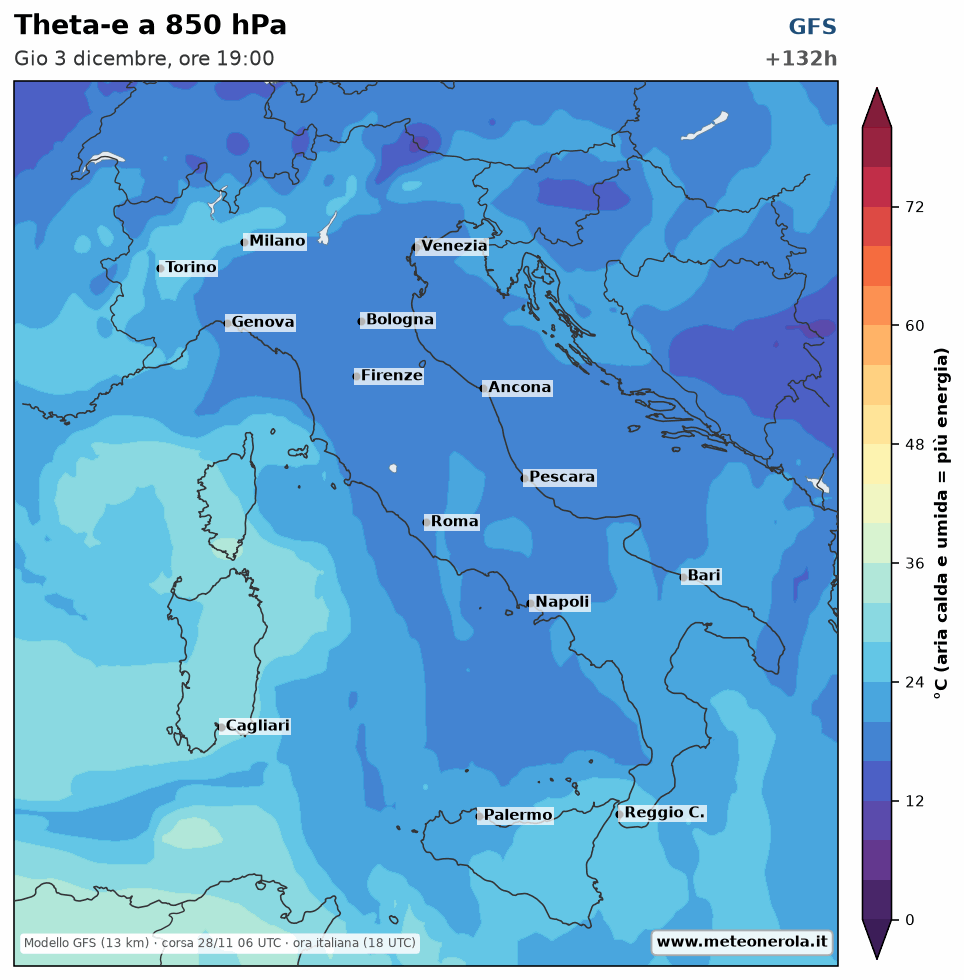 Theta-e a 850 hPa
GFS
Gio 3 dicembre, ore 19:00
+132h
Milano
Venezia
Torino
Genova
Bologna
Firenze
Ancona
Pescara
Roma
Bari
Napoli
Cagliari
Palermo
Reggio C.
72
60
48
36
24
12
0
°C (aria calda e umida = più energia)
Modello GFS (13 km) · corsa 28/11 06 UTC · ora italiana (18 UTC)
www.meteonerola.it